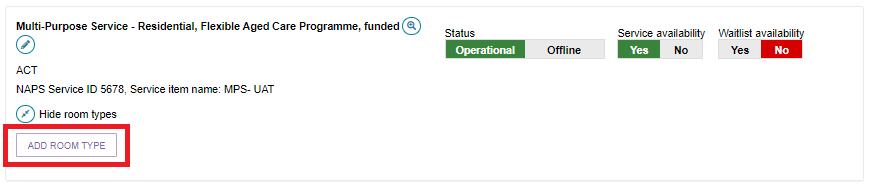 Multi-Purpose Service - Residential, Flexible Aged Care Programme, funded
Status
Service availability
Waitlist availability
Operational
Offline
Yes
No
Yes
No
ACT
NAPS Service ID 5678, Service item name: MPS- UAT
Hide room types
ADD ROOM TYPE